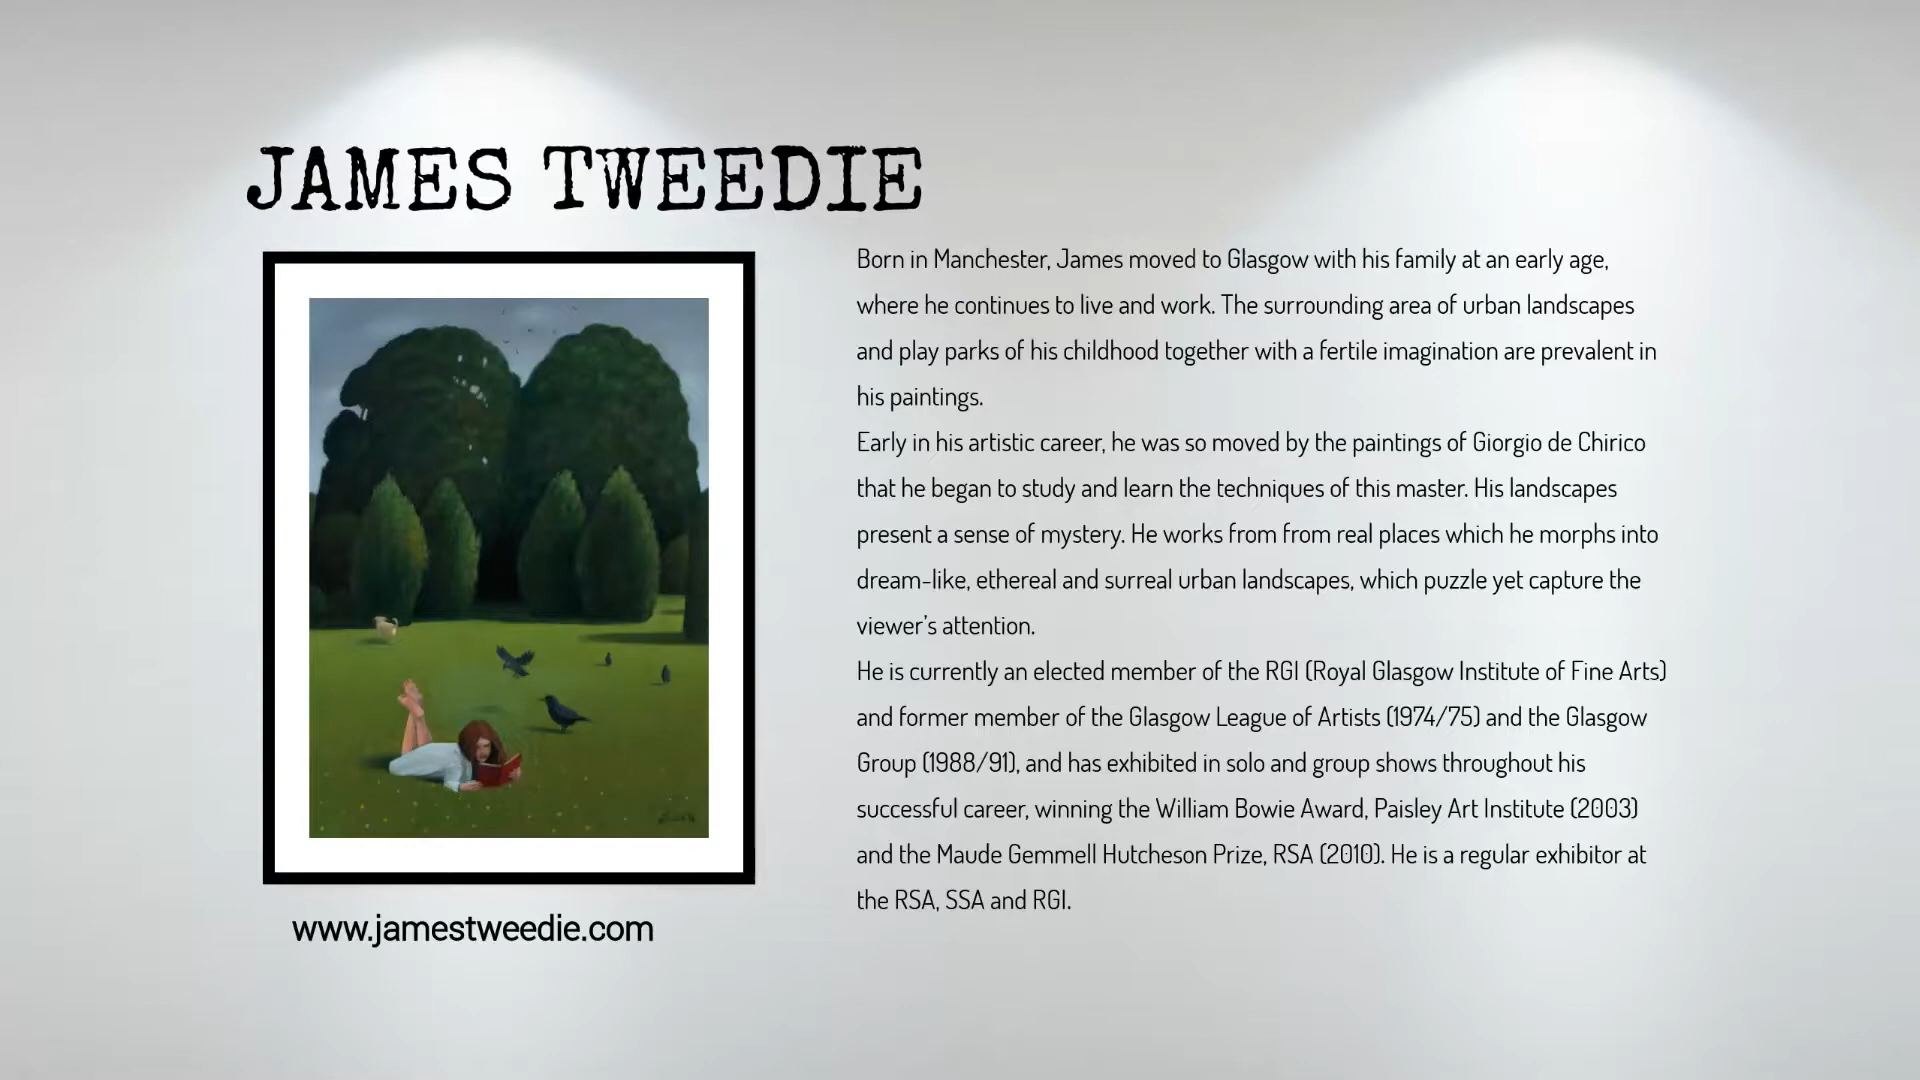 JAMES TWEEDIE
Born in Manchester, James moved to Glasgow with his family at an early age,
where he continues to live and work. The surrounding area of urban landscapes
and play parks of his childhood together with a fertile imagination are prevalent in
his paintings.
Early in his artistic career, he was so moved by the paintings of Giorgio de Chirico
that he began to study and learn the techniques of this master. His landscapes
present a sense of mystery. He works from from real places which he morphs into
dream-like, ethereal and surreal urban landscapes, which puzzle yet capture the
viewer’s attention.
He is currently an elected member of the RGI (Royal Glasgow Institute of Fine Arts)
and former member of the Glasgow League of Artists (1974/75) and the Glasgow
Group (1988/91), and has exhibited in solo and group shows throughout his
successful career, winning the William Bowie Award, Paisley Art Institute (2003)
and the Maude Gemmell Hutcheson Prize, RSA (2010). He is a regular exhibitor at
the RSA, SSA and RGI.
www.jamestweedie.com